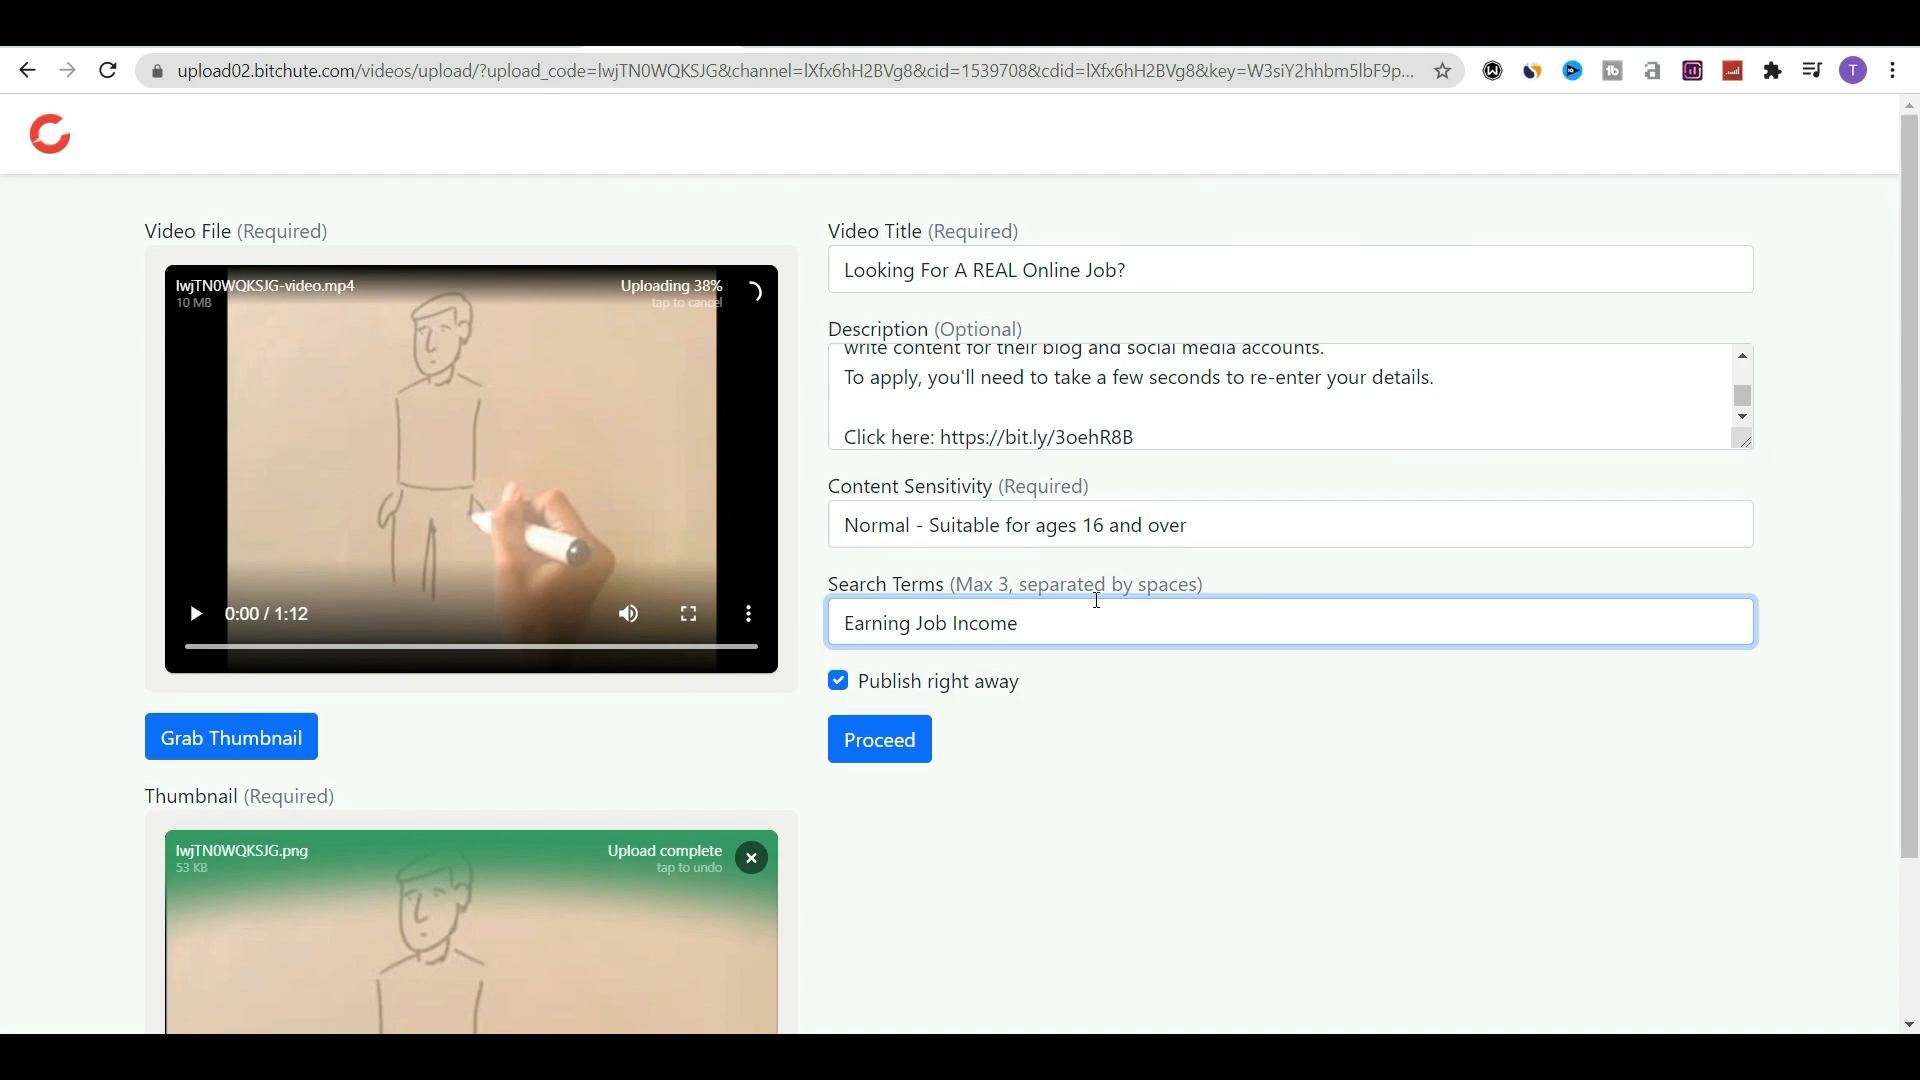 upload02.bitchute.com/videos/upload/?upload_code=lwjTN0WQKSJG&channel=lXfx6hH2BVg8&cid=1539708&cdid=lXfx6hH2BVg8&key=W3siY2hhbm5lbF9p...
T
Video File (Required)
lwjTN0WQKSJG-video.mp4
10 MB
Uploading 38%
tap to cancel
0:00 / 1:12
Grab Thumbnail
Thumbnail (Required)
lwjTN0WQKSJG.png
53 KB
Upload complete
tap to undo
Video Title (Required)
Looking For A REAL Online Job?
Description (Optional)
write content for their blog and social media accounts.
To apply, you'll need to take a few seconds to re-enter your details.
Click here: https://bit.ly/3oehR8B
Content Sensitivity (Required)
Normal - Suitable for ages 16 and over
Search Terms (Max 3, separated by spaces)
Earning Job Income
Publish right away
Proceed